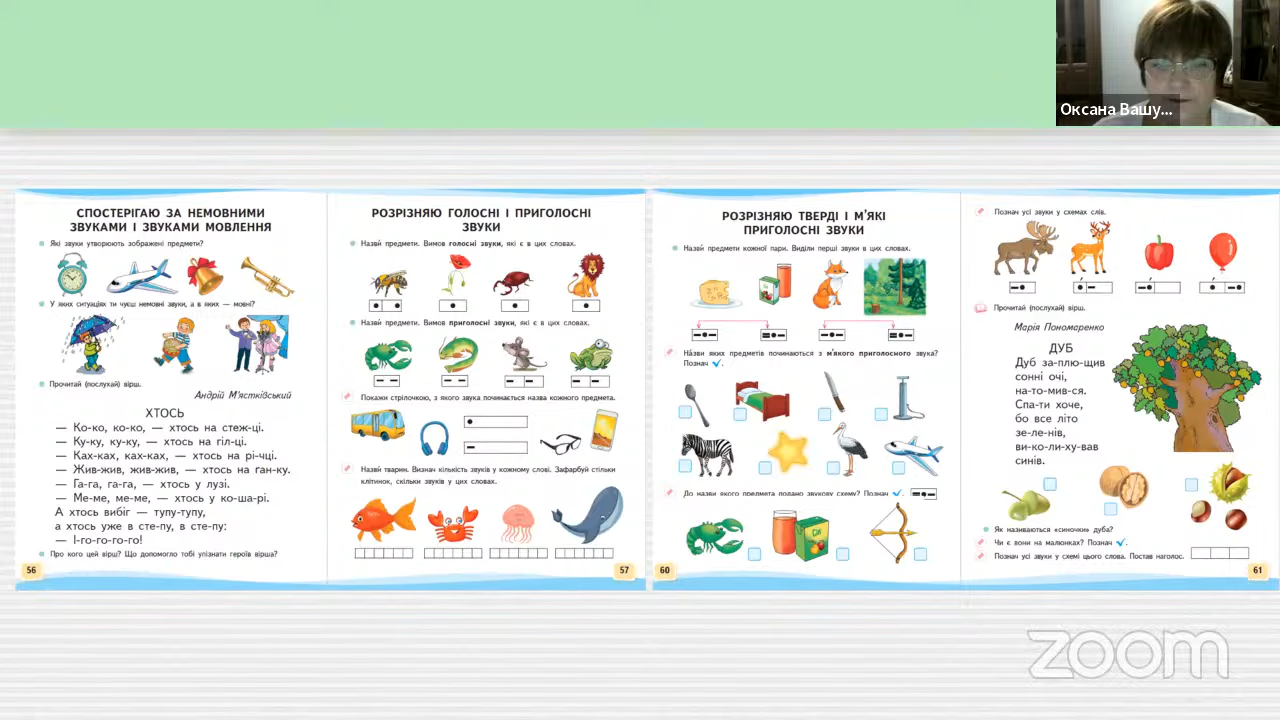 Оксана Вашу...
СПОСТЕРІГАЮ ЗА НЕМОВНИМИ
ЗВУКАМИ І ЗВУКАМИ МОВЛЕННЯ
Які звуки утворюють зображені предмети?
У яких ситуаціях ти чуєш немовні звуки, а в яких — мовні?
Прочитай (послухай) вірш.
Андрій М'ястківський
ХТОСЬ
— Ко-ко, ко-ко, — хтось на стеж-ці.
— Ку-ку, ку-ку, — хтось на гіл-ці.
— Ках-ках, ках-ках, — хтось на рі-чці.
— Жив-жив, жив-жив, — хтось на ґан-ку.
— Ґа-ґа, ґа-ґа, — хтось у лузі.
— Ме-ме, ме-ме, — хтось у ко-ша-рі.
А хтось вибіг — тупу-тупу,
а хтось уже в сте-пу, в сте-пу:
— І-го-го-го-го!
Про кого цей вірш? Що допомогло тобі упізнати героїв вірша?
56
РОЗРІЗНЯЮ ГОЛОСНІ І ПРИГОЛОСНІ
ЗВУКИ
Назви́ предмети. Вимов голосні звуки, які є в цих словах.
Назви́ предмети. Вимов приголосні звуки, які є в цих словах.
Покажи стрілочкою, з якого звука починається назва кожного предмета.
Назви́ тварин. Визнач кількість звуків у кожному слові. Зафарбуй стільки
клітинок, скільки звуків у цих словах.
57
РОЗРІЗНЯЮ ТВЕРДІ І М'ЯКІ
ПРИГОЛОСНІ ЗВУКИ
Назви́ предмети кожної пари. Виділи перші звуки в цих словах.
На́зви яких предметів починаються з м'якого приголосного звука?
Познач ✓.
До назви якого предмета подано звукову схему? Познач ✓.
Сік
60
Познач усі звуки у схемах слів.
Прочитай (послухай) вірш.
Марія Пономаренко
ДУБ
Дуб за-плю-щив
сонні очі,
на-то-мив-ся.
Спа-ти хоче,
бо все літо
зе-ле-нів,
ви-ко-ли-ху-вав
синів.
Як називаються «синочки» дуба?
Чи є вони на малюнках? Познач ✓.
Познач усі звуки у схемі цього слова. Постав наголос.
61
zoom